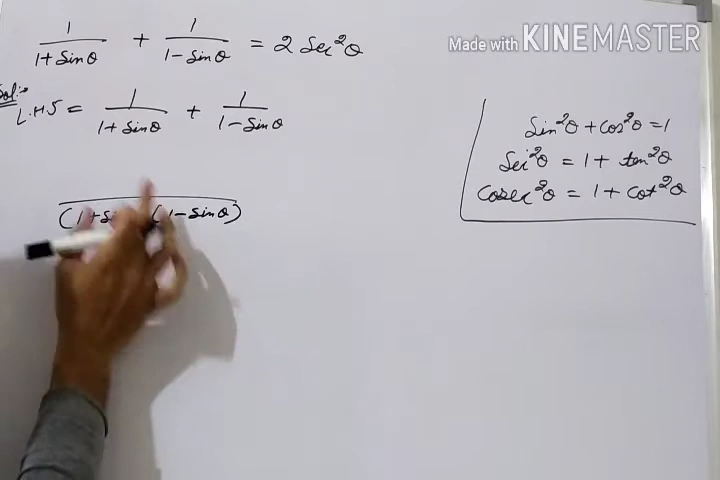 1/(1+Sinθ) + 1/(1-Sinθ) = 2 Sec²θ
Made with KINEMASTER
Sol:-
L.H.S = 1/(1+Sinθ) + 1/(1-Sinθ)
(1-Sinθ)
Sin²θ + cos²θ = 1
Sec²θ = 1 + tan²θ
Cosec²θ = 1 + cot²θ